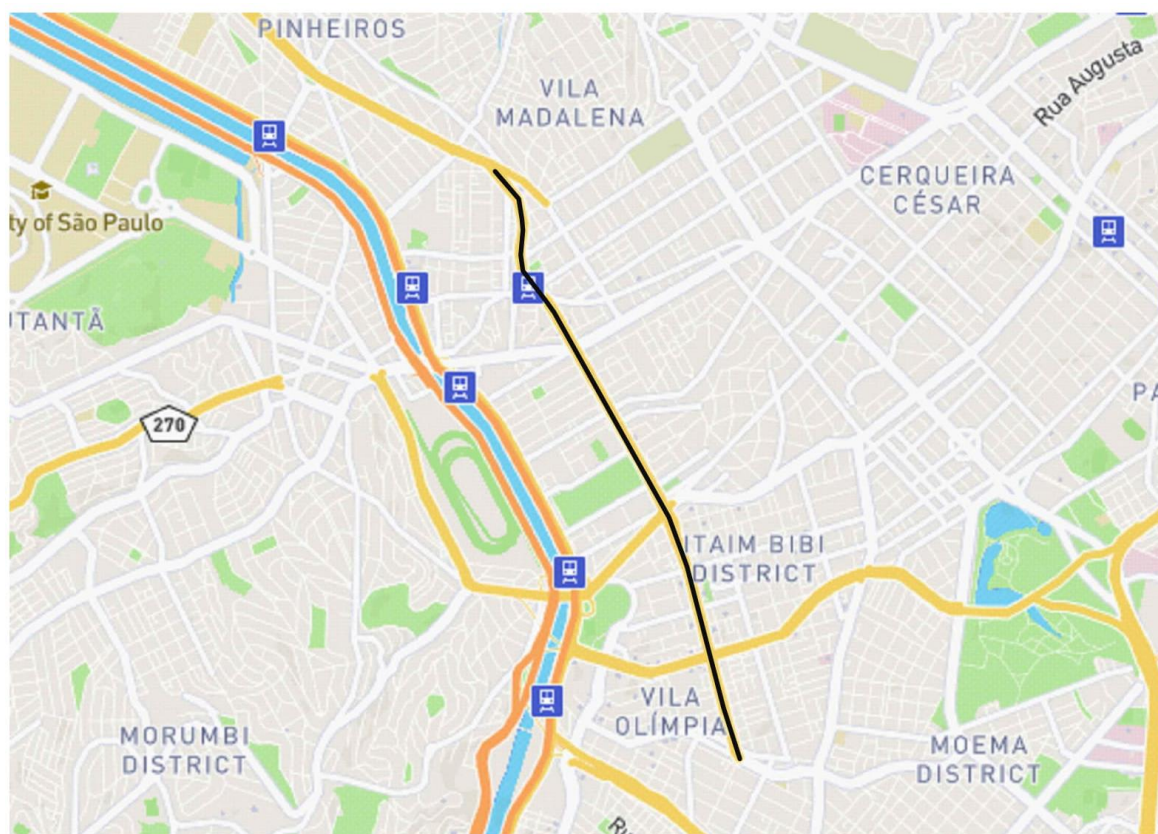 PINHEIROS
VILA
MADALENA
Rua Augusta
CERQUEIRA
CÉSAR
ty of São Paulo
UTANTÃ
PA
270
ITAIM BIBI
DISTRICT
VILA
OLÍMPIA
MORUMBI
DISTRICT
MOEMA
DISTRICT
Ru